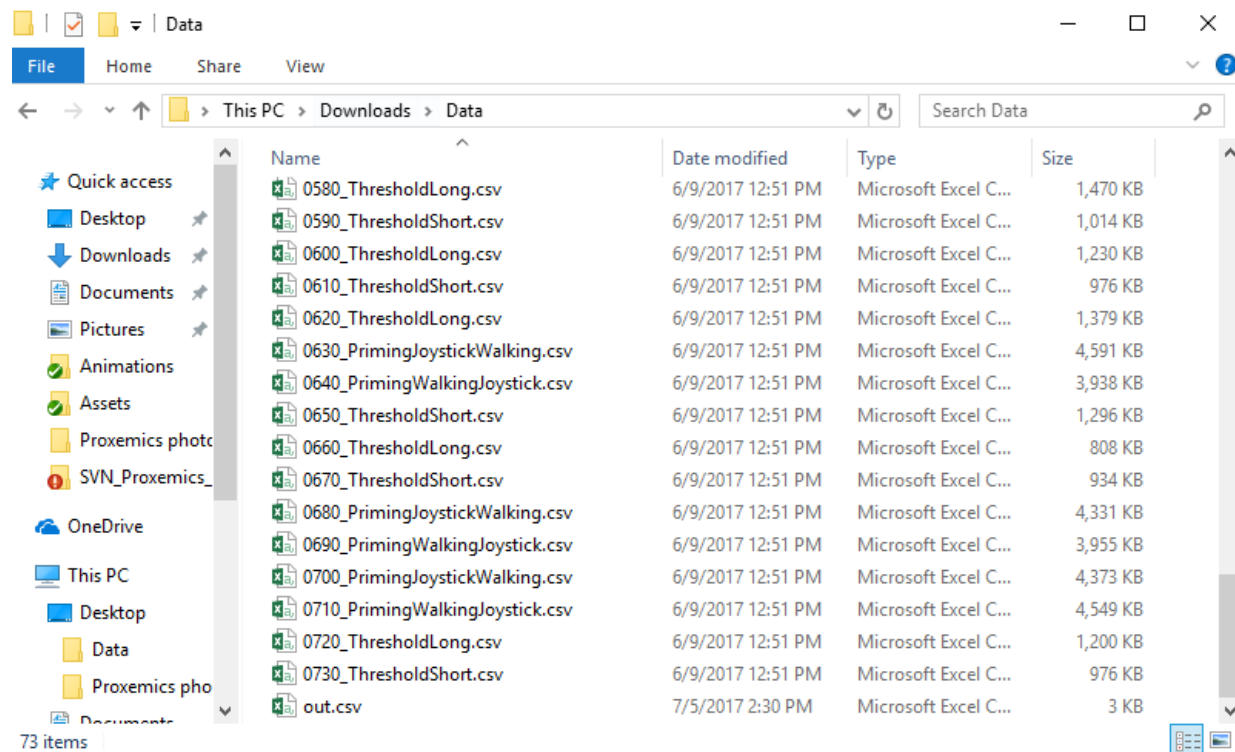 Data
File Home Share View
This PC > Downloads > Data
Search Data
Name Date modified Type Size
Quick access
Desktop
Downloads
Documents
Pictures
Animations
Assets
Proxemics photo
SVN_Proxemics_
OneDrive
This PC
Desktop
Data
Proxemics pho
Documents
0580_ThresholdLong.csv 6/9/2017 12:51 PM Microsoft Excel C... 1,470 KB
0590_ThresholdShort.csv 6/9/2017 12:51 PM Microsoft Excel C... 1,014 KB
0600_ThresholdLong.csv 6/9/2017 12:51 PM Microsoft Excel C... 1,230 KB
0610_ThresholdShort.csv 6/9/2017 12:51 PM Microsoft Excel C... 976 KB
0620_ThresholdLong.csv 6/9/2017 12:51 PM Microsoft Excel C... 1,379 KB
0630_PrimingJoystickWalking.csv 6/9/2017 12:51 PM Microsoft Excel C... 4,591 KB
0640_PrimingWalkingJoystick.csv 6/9/2017 12:51 PM Microsoft Excel C... 3,938 KB
0650_ThresholdShort.csv 6/9/2017 12:51 PM Microsoft Excel C... 1,296 KB
0660_ThresholdLong.csv 6/9/2017 12:51 PM Microsoft Excel C... 808 KB
0670_ThresholdShort.csv 6/9/2017 12:51 PM Microsoft Excel C... 934 KB
0680_PrimingJoystickWalking.csv 6/9/2017 12:51 PM Microsoft Excel C... 4,331 KB
0690_PrimingWalkingJoystick.csv 6/9/2017 12:51 PM Microsoft Excel C... 3,955 KB
0700_PrimingJoystickWalking.csv 6/9/2017 12:51 PM Microsoft Excel C... 4,373 KB
0710_PrimingWalkingJoystick.csv 6/9/2017 12:51 PM Microsoft Excel C... 4,549 KB
0720_ThresholdLong.csv 6/9/2017 12:51 PM Microsoft Excel C... 1,200 KB
0730_ThresholdShort.csv 6/9/2017 12:51 PM Microsoft Excel C... 976 KB
out.csv 7/5/2017 2:30 PM Microsoft Excel C... 3 KB
73 items